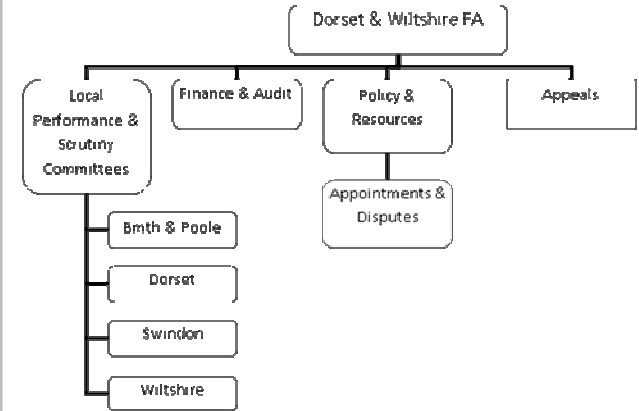 Dorset & Wiltshire FA
Local
Performance &
Scrutiny
Committees
Finance & Audit
Policy &
Resources
Appeals
Appointments &
Disputes
Bmth & Poole
Dorset
Swindon
Wiltshire